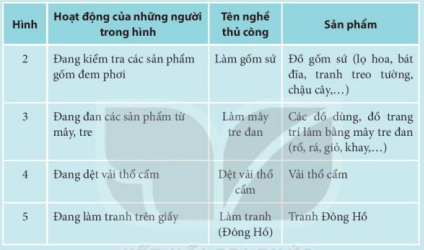 Hình
Hoạt động của những người
trong hình
Tên nghề
thủ công
Sản phẩm
2
Đang kiểm tra các sản phẩm
gốm đem phơi
Làm gốm sứ
Đồ gốm sứ (lọ hoa, bát
đĩa, tranh treo tường,
chậu cây,…)
3
Đang đan các sản phẩm từ
mây, tre
Làm mây
tre đan
Các đồ dùng, đồ trang
trí làm bằng mây tre đan
(rổ, rá, giỏ, khay,…)
4
Đang dệt vải thổ cẩm
Dệt vải thổ
cẩm
Vải thổ cẩm
5
Đang làm tranh trên giấy
Làm tranh
(Đông Hồ)
Tranh Đông Hồ